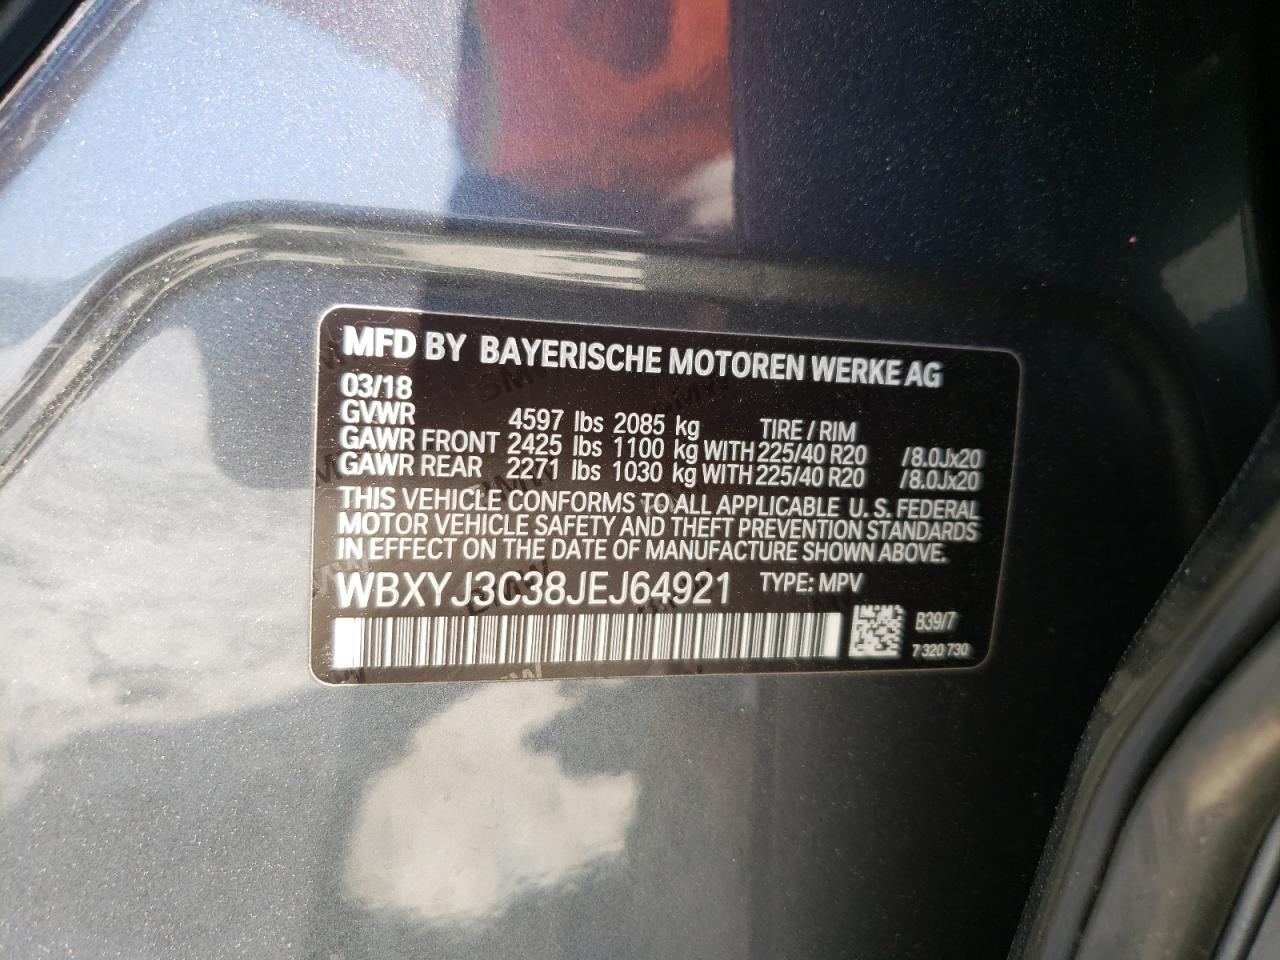 MFD BY BAYERISCHE MOTOREN WERKE AG
03/18
GVWR 4597 lbs 2085 kg TIRE / RIM
GAWR FRONT 2425 lbs 1100 kg WITH 225/40 R20 /8.0Jx20
GAWR REAR 2271 lbs 1030 kg WITH 225/40 R20 /8.0Jx20
THIS VEHICLE CONFORMS TO ALL APPLICABLE U.S. FEDERAL
MOTOR VEHICLE SAFETY AND THEFT PREVENTION STANDARDS
IN EFFECT ON THE DATE OF MANUFACTURE SHOWN ABOVE.
WBXYJ3C38JEJ64921 TYPE: MPV
B39/7
7 320 730